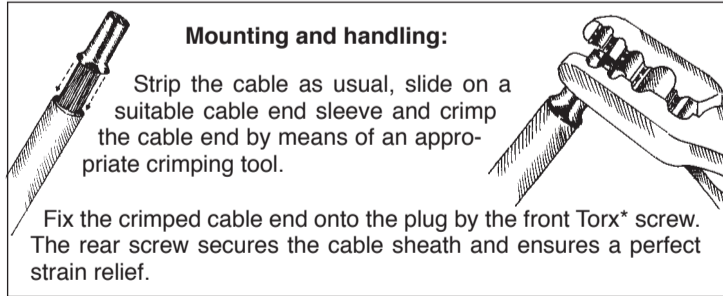 Mounting and handling:
Strip the cable as usual, slide on a
suitable cable end sleeve and crimp
the cable end by means of an appro-
priate crimping tool.
Fix the crimped cable end onto the plug by the front Torx* screw.
The rear screw secures the cable sheath and ensures a perfect
strain relief.